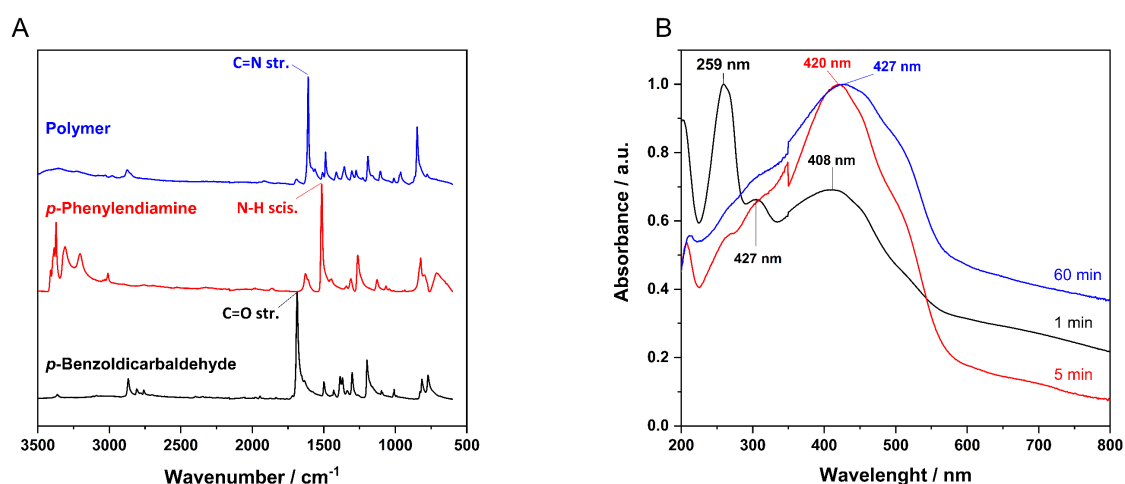 A
C=N str.
Polymer
p-Phenylendiamine
N-H scis.
C=O str.
p-Benzoldicarbaldehyde
3500 3000 2500 2000 1500 1000 500
Wavenumber / cm-1
B
259 nm
420 nm
427 nm
408 nm
427 nm
60 min
1 min
5 min
1.0
0.8
0.6
0.4
0.2
0.0
Absorbance / a.u.
200 300 400 500 600 700 800
Wavelenght / nm